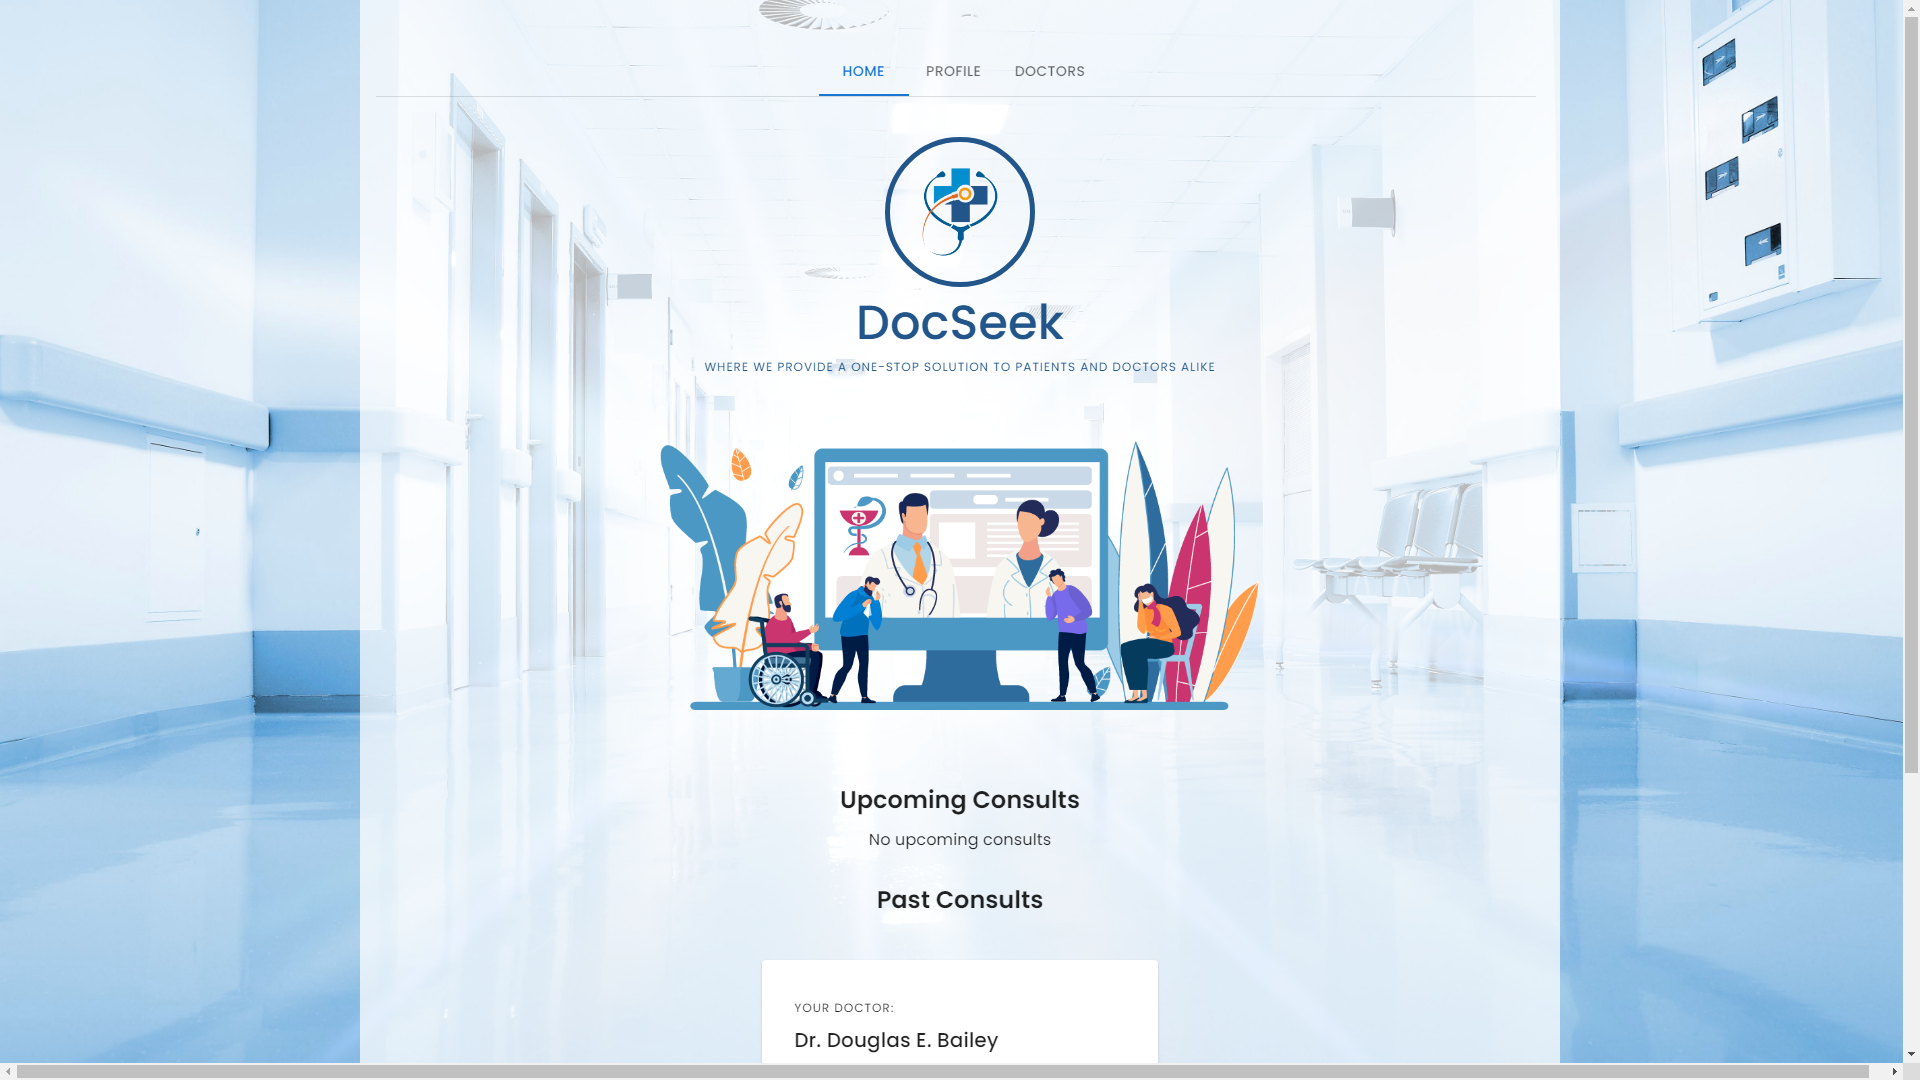 HOME PROFILE DOCTORS
DocSeek
WHERE WE PROVIDE A ONE-STOP SOLUTION TO PATIENTS AND DOCTORS ALIKE
Upcoming Consults
No upcoming consults
Past Consults
YOUR DOCTOR:
Dr. Douglas E. Bailey